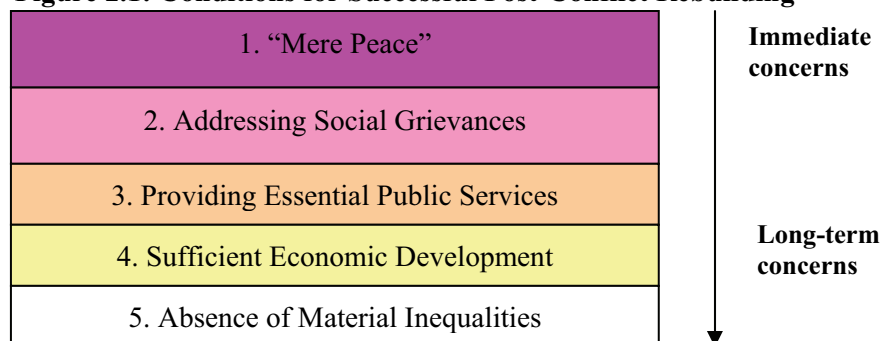 Figure 2.1: Conditions for Successful Post-Conflict Rebuilding
1. “Mere Peace”
Immediate
concerns
2. Addressing Social Grievances
3. Providing Essential Public Services
4. Sufficient Economic Development
Long-term
concerns
5. Absence of Material Inequalities